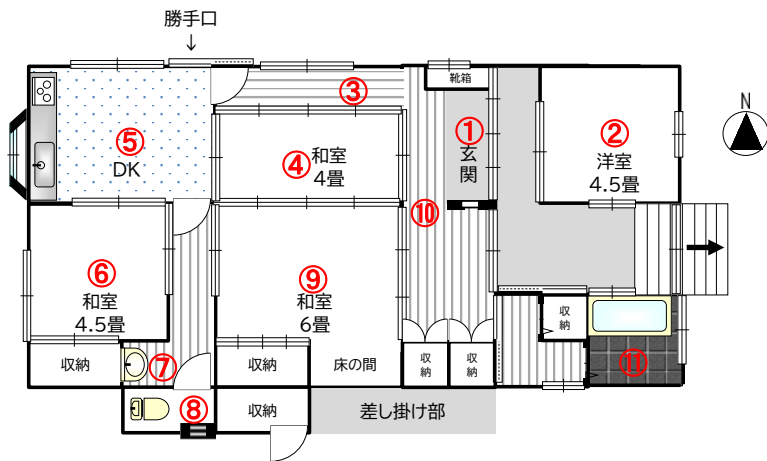 勝手口
↓
靴箱
N
③
①
玄関
②
洋室
4.5畳
⑤
DK
④
和室
4畳
⑩
⑥
和室
4.5畳
⑨
和室
6畳
収納
収納
⑦
収納
床の間
収納
収納
⑪
⑧
収納
差し掛け部